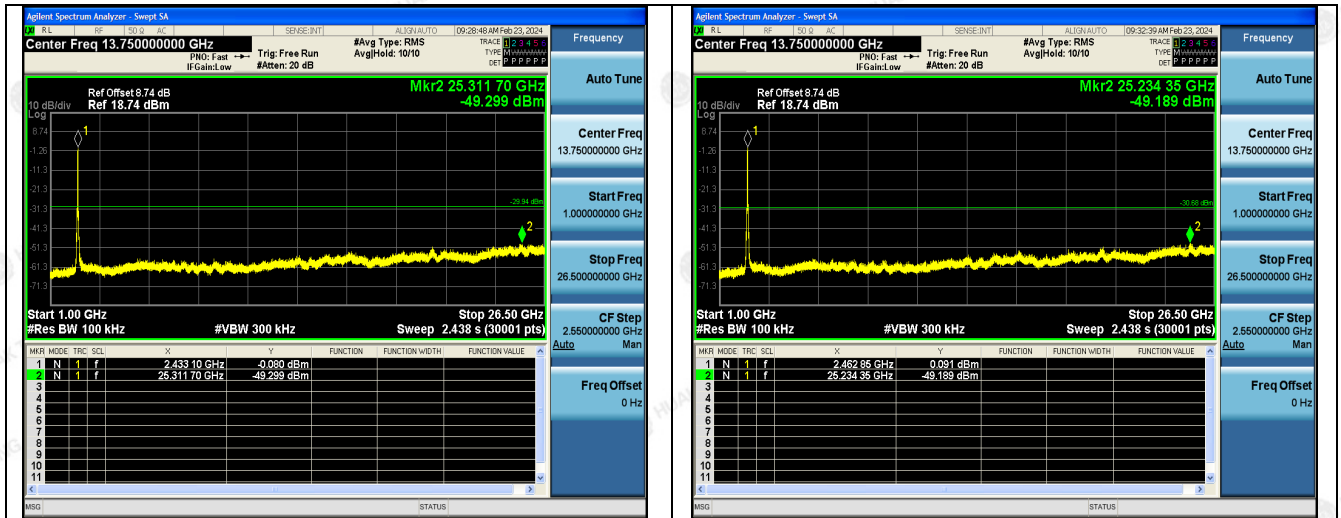 Agilent Spectrum Analyzer - Swept SA
LXI RL RF 50 Ω AC SENSE:INT ALIGN AUTO 09:28:48 AM Feb 23, 2024
Center Freq 13.750000000 GHz
PNO: Fast
IFGain:Low
Trig: Free Run
#Atten: 20 dB
#Avg Type: RMS
Avg|Hold: 10/10
TRACE 1 2 3 4 5 6
TYPE M
DET P P P P P P
Mkr2 25.311 70 GHz
-49.299 dBm
Ref Offset 8.74 dB
10 dB/div Ref 18.74 dBm
Log
8.74
-1.26
-11.3
-21.3
-31.3
-41.3
-51.3
-61.3
-71.3
1
-29.94 dBm
2
Start 1.00 GHz Stop 26.50 GHz
#Res BW 100 kHz #VBW 300 kHz Sweep 2.438 s (30001 pts)
MKR MODE TRC SCL X Y FUNCTION FUNCTION WIDTH FUNCTION VALUE
1 N 1 f 2.433 10 GHz -0.080 dBm
2 N 1 f 25.311 70 GHz -49.299 dBm
3
4
5
6
7
8
9
10
11
MSG STATUS
Frequency
Auto Tune
Center Freq
13.750000000 GHz
Start Freq
1.000000000 GHz
Stop Freq
26.500000000 GHz
CF Step
2.550000000 GHz
Auto Man
Freq Offset
0 Hz
Agilent Spectrum Analyzer - Swept SA
LXI RL RF 50 Ω AC SENSE:INT ALIGN AUTO 09:32:39 AM Feb 23, 2024
Center Freq 13.750000000 GHz
PNO: Fast
IFGain:Low
Trig: Free Run
#Atten: 20 dB
#Avg Type: RMS
Avg|Hold: 10/10
TRACE 1 2 3 4 5 6
TYPE M
DET P P P P P P
Mkr2 25.234 35 GHz
-49.189 dBm
Ref Offset 8.74 dB
10 dB/div Ref 18.74 dBm
Log
8.74
-1.26
-11.3
-21.3
-31.3
-41.3
-51.3
-61.3
-71.3
1
-30.68 dBm
2
Start 1.00 GHz Stop 26.50 GHz
#Res BW 100 kHz #VBW 300 kHz Sweep 2.438 s (30001 pts)
MKR MODE TRC SCL X Y FUNCTION FUNCTION WIDTH FUNCTION VALUE
1 N 1 f 2.462 85 GHz 0.091 dBm
2 N 1 f 25.234 35 GHz -49.189 dBm
3
4
5
6
7
8
9
10
11
MSG STATUS
Frequency
Auto Tune
Center Freq
13.750000000 GHz
Start Freq
1.000000000 GHz
Stop Freq
26.500000000 GHz
CF Step
2.550000000 GHz
Auto Man
Freq Offset
0 Hz